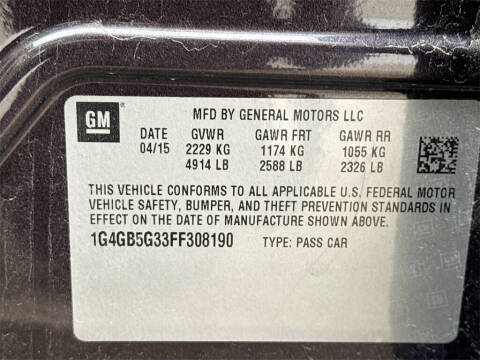 GM
MFD BY GENERAL MOTORS LLC
DATE GVWR GAWR FRT GAWR RR
04/15 2229 KG 1174 KG 1055 KG
4914 LB 2588 LB 2326 LB
THIS VEHICLE CONFORMS TO ALL APPLICABLE U.S. FEDERAL MOTOR
VEHICLE SAFETY, BUMPER, AND THEFT PREVENTION STANDARDS IN
EFFECT ON THE DATE OF MANUFACTURE SHOWN ABOVE.
1G4GB5G33FF308190 TYPE: PASS CAR